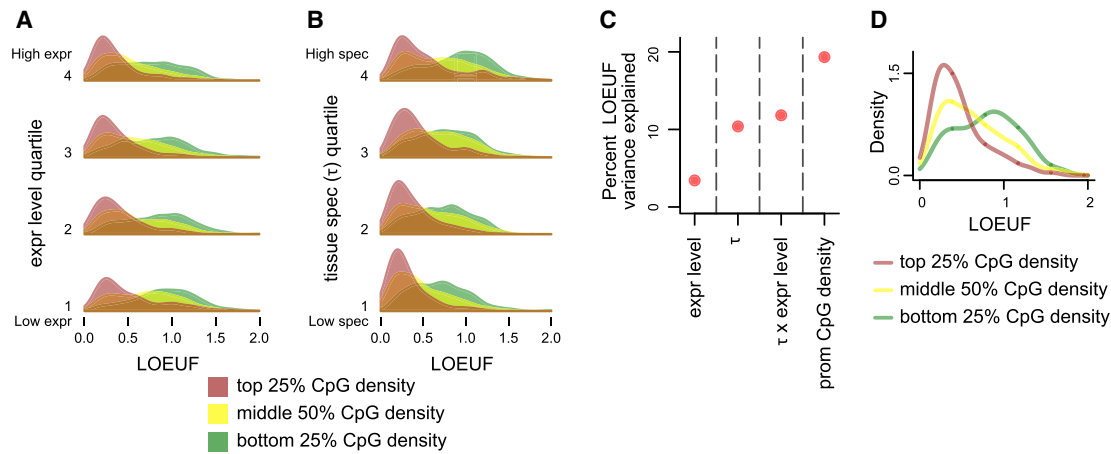 A
High expr
4
3
2
1
Low expr
expr level quartile
0.0 0.5 1.0 1.5 2.0
LOEUF
B
High spec
4
3
2
1
Low spec
tissue spec (τ) quartile
0.0 0.5 1.0 1.5 2.0
LOEUF
top 25% CpG density
middle 50% CpG density
bottom 25% CpG density
C
Percent LOEUF
variance explained
20
10
0
expr level
τ
τ x expr level
prom CpG density
D
Density
1.5
0.0
0 1 2
LOEUF
top 25% CpG density
middle 50% CpG density
bottom 25% CpG density